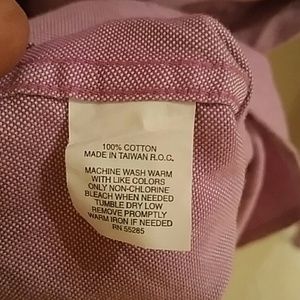 100% COTTON
MADE IN TAIWAN R.O.C.
MACHINE WASH WARM
WITH LIKE COLORS
ONLY NON-CHLORINE
BLEACH WHEN NEEDED
TUMBLE DRY LOW
REMOVE PROMPTLY
WARM IRON IF NEEDED
RN 55285